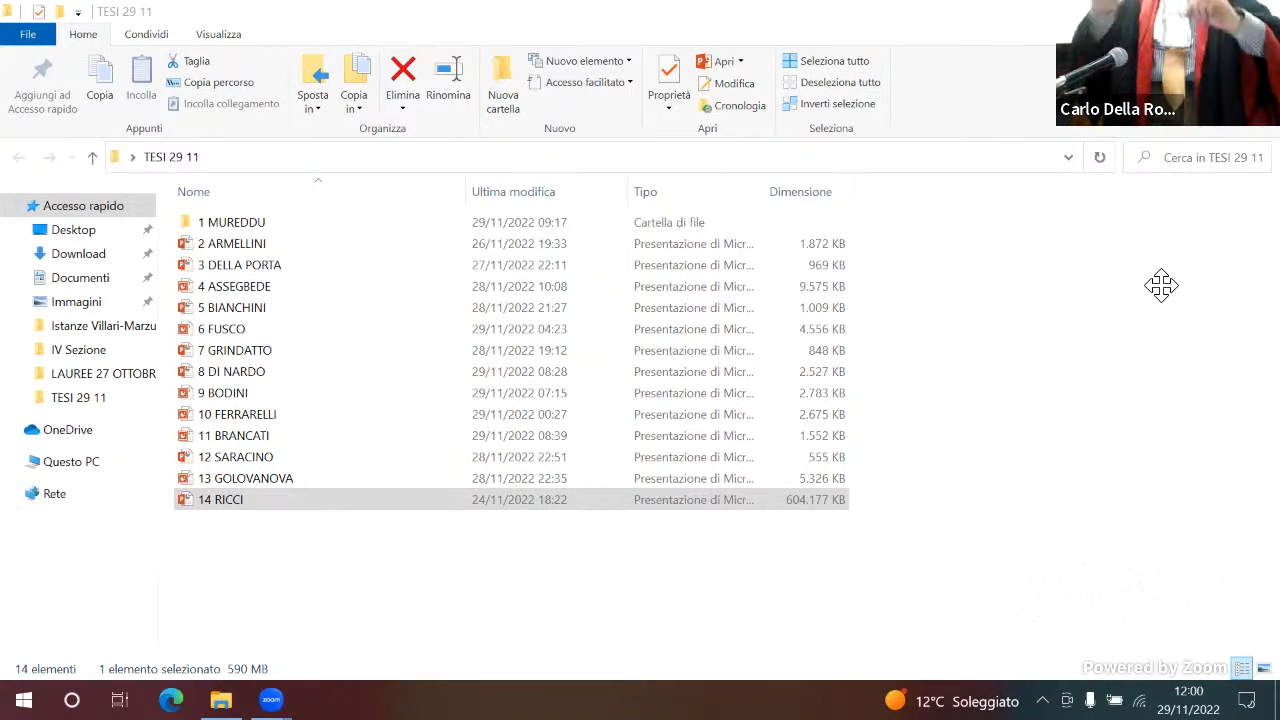 TESI 29 11
File Home Condividi Visualizza
Aggiungi ad Accesso rapido
Copia
Incolla
Taglia
Copia percorso
Incolla collegamento
Appunti
Sposta in
Copia in
Elimina
Rinomina
Organizza
Nuova cartella
Nuovo elemento
Accesso facilitato
Nuovo
Proprietà
Apri
Modifica
Cronologia
Apri
Seleziona tutto
Deseleziona tutto
Inverti selezione
Seleziona
Carlo Della Ro...
TESI 29 11
Cerca in TESI 29 11
Accesso rapido
Desktop
Download
Documenti
Immagini
Istanze Villari-Marzu
IV Sezione
LAUREE 27 OTTOBR
TESI 29 11
OneDrive
Questo PC
Rete
Nome Ultima modifica Tipo Dimensione
1 MUREDDU 29/11/2022 09:17 Cartella di file
2 ARMELLINI 26/11/2022 19:33 Presentazione di Micr... 1.872 KB
3 DELLA PORTA 27/11/2022 22:11 Presentazione di Micr... 969 KB
4 ASSEGBEDE 28/11/2022 10:08 Presentazione di Micr... 9.575 KB
5 BIANCHINI 28/11/2022 21:27 Presentazione di Micr... 1.009 KB
6 FUSCO 29/11/2022 04:23 Presentazione di Micr... 4.556 KB
7 GRINDATTO 28/11/2022 19:12 Presentazione di Micr... 848 KB
8 DI NARDO 29/11/2022 08:28 Presentazione di Micr... 2.527 KB
9 BODINI 29/11/2022 07:15 Presentazione di Micr... 2.783 KB
10 FERRARELLI 29/11/2022 00:27 Presentazione di Micr... 2.675 KB
11 BRANCATI 29/11/2022 08:39 Presentazione di Micr... 1.552 KB
12 SARACINO 28/11/2022 22:51 Presentazione di Micr... 555 KB
13 GOLOVANOVA 28/11/2022 22:35 Presentazione di Micr... 5.326 KB
14 RICCI 24/11/2022 18:22 Presentazione di Micr... 604.177 KB
14 elementi 1 elemento selezionato 590 MB
Powered by Zoom
zoom
12°C Soleggiato
12:00
29/11/2022